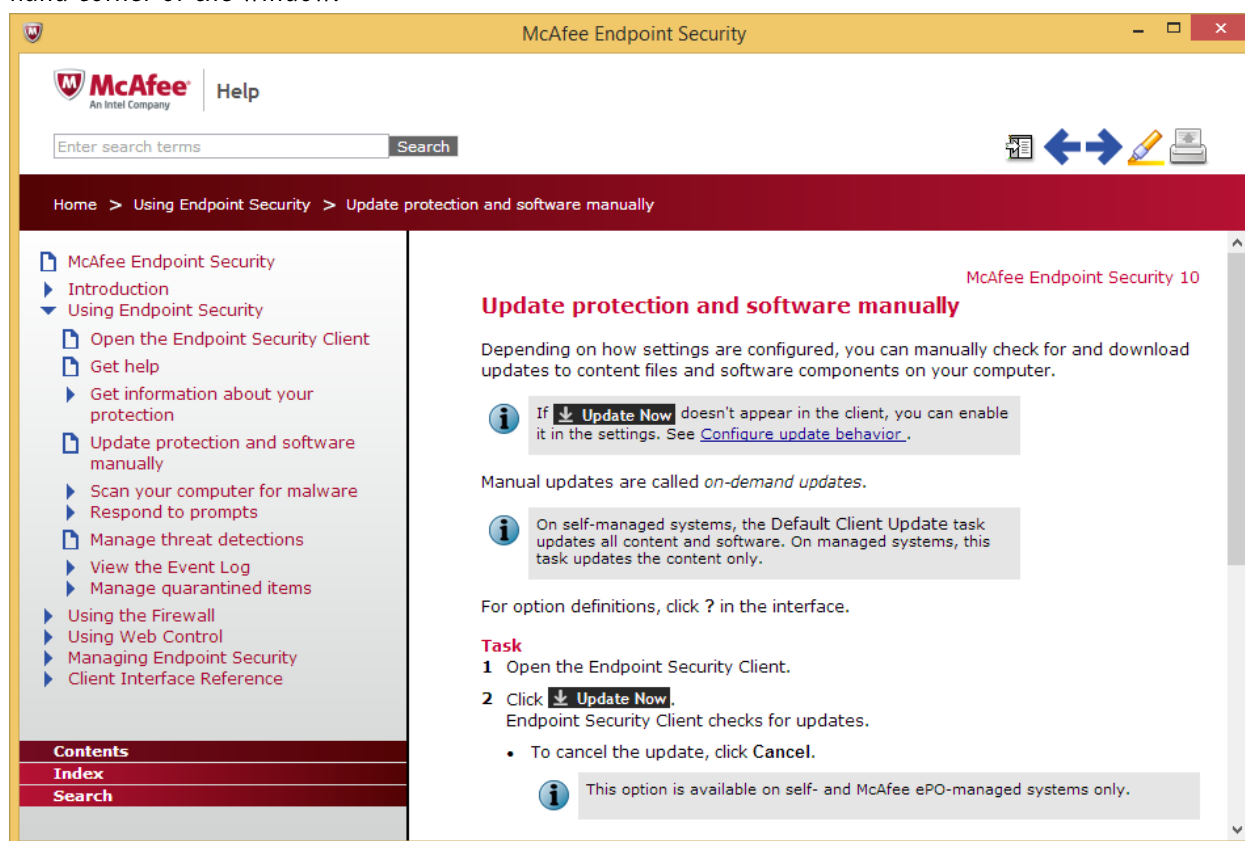 hand corner of the window.
McAfee Endpoint Security
McAfee
An Intel Company
Help
Enter search terms
Search
Home > Using Endpoint Security > Update protection and software manually
McAfee Endpoint Security
Introduction
Using Endpoint Security
Open the Endpoint Security Client
Get help
Get information about your
protection
Update protection and software
manually
Scan your computer for malware
Respond to prompts
Manage threat detections
View the Event Log
Manage quarantined items
Using the Firewall
Using Web Control
Managing Endpoint Security
Client Interface Reference
Contents
Index
Search
McAfee Endpoint Security 10
Update protection and software manually
Depending on how settings are configured, you can manually check for and download
updates to content files and software components on your computer.
If Update Now doesn't appear in the client, you can enable
it in the settings. See Configure update behavior .
Manual updates are called on-demand updates.
On self-managed systems, the Default Client Update task
updates all content and software. On managed systems, this
task updates the content only.
For option definitions, click ? in the interface.
Task
1 Open the Endpoint Security Client.
2 Click Update Now.
Endpoint Security Client checks for updates.
• To cancel the update, click Cancel.
This option is available on self- and McAfee ePO-managed systems only.